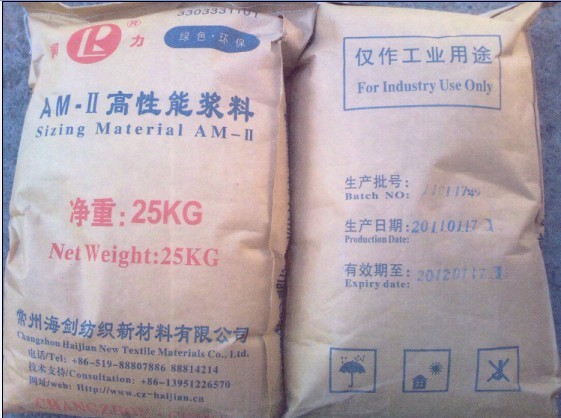 3303331101
力
®
绿色·环保
AM-II高性能浆料
Sizing Material AM-II
净重:25KG
Net Weight:25KG
常州海剑纺织新材料有限公司
Changzhou Haijian New Textile Materials Co., Ltd.
电话/Tel: +86-519-88807886 88814214
技术支持/Consultation: +86-13951226570
网址/web: Http://www.cz-haijian.cn
CHANGZHOU
仅作工业用途
For Industry Use Only
生产批号:
Batch NO:
生产日期:20110117
Production Date:
有效期至:20120117
Expiry date: